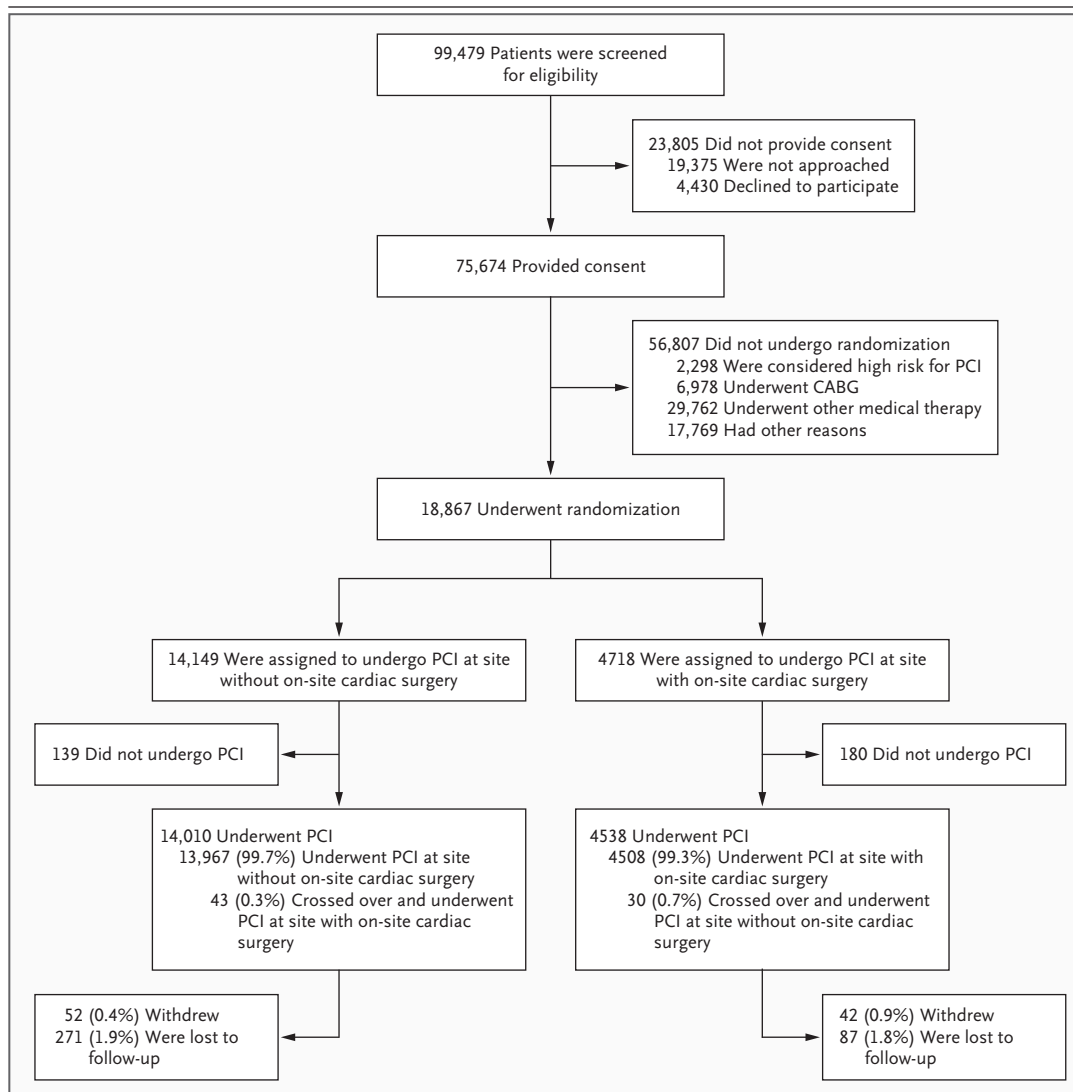 99,479 Patients were screened
for eligibility
23,805 Did not provide consent
19,375 Were not approached
4,430 Declined to participate
75,674 Provided consent
56,807 Did not undergo randomization
2,298 Were considered high risk for PCI
6,978 Underwent CABG
29,762 Underwent other medical therapy
17,769 Had other reasons
18,867 Underwent randomization
14,149 Were assigned to undergo PCI at site
without on-site cardiac surgery
4718 Were assigned to undergo PCI at site
with on-site cardiac surgery
139 Did not undergo PCI
180 Did not undergo PCI
14,010 Underwent PCI
13,967 (99.7%) Underwent PCI at site
without on-site cardiac surgery
43 (0.3%) Crossed over and underwent
PCI at site with on-site cardiac
surgery
4538 Underwent PCI
4508 (99.3%) Underwent PCI at site with
on-site cardiac surgery
30 (0.7%) Crossed over and underwent
PCI at site without on-site cardiac
surgery
52 (0.4%) Withdrew
271 (1.9%) Were lost to
follow-up
42 (0.9%) Withdrew
87 (1.8%) Were lost to
follow-up